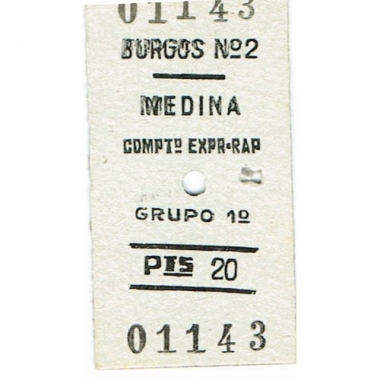 01143
BURGOS Nº2
MEDINA
COMPTº EXPR-RAP
GRUPO 1º
PTS 20
01143